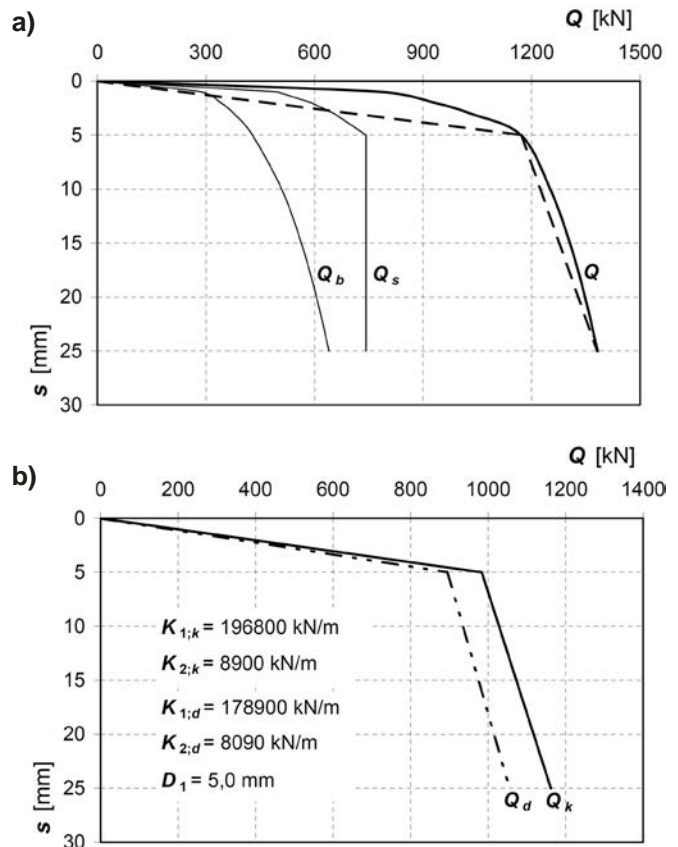 a)
Q [kN]
0 300 600 900 1200 1500
0
5
10
15
20
25
30
s [mm]
Q b
Q s
Q
b)
Q [kN]
0 200 400 600 800 1000 1200 1400
0
5
10
15
20
25
30
s [mm]
K 1;k = 196800 kN/m
K 2;k = 8900 kN/m
K 1;d = 178900 kN/m
K 2;d = 8090 kN/m
D 1 = 5,0 mm
Q d
Q k